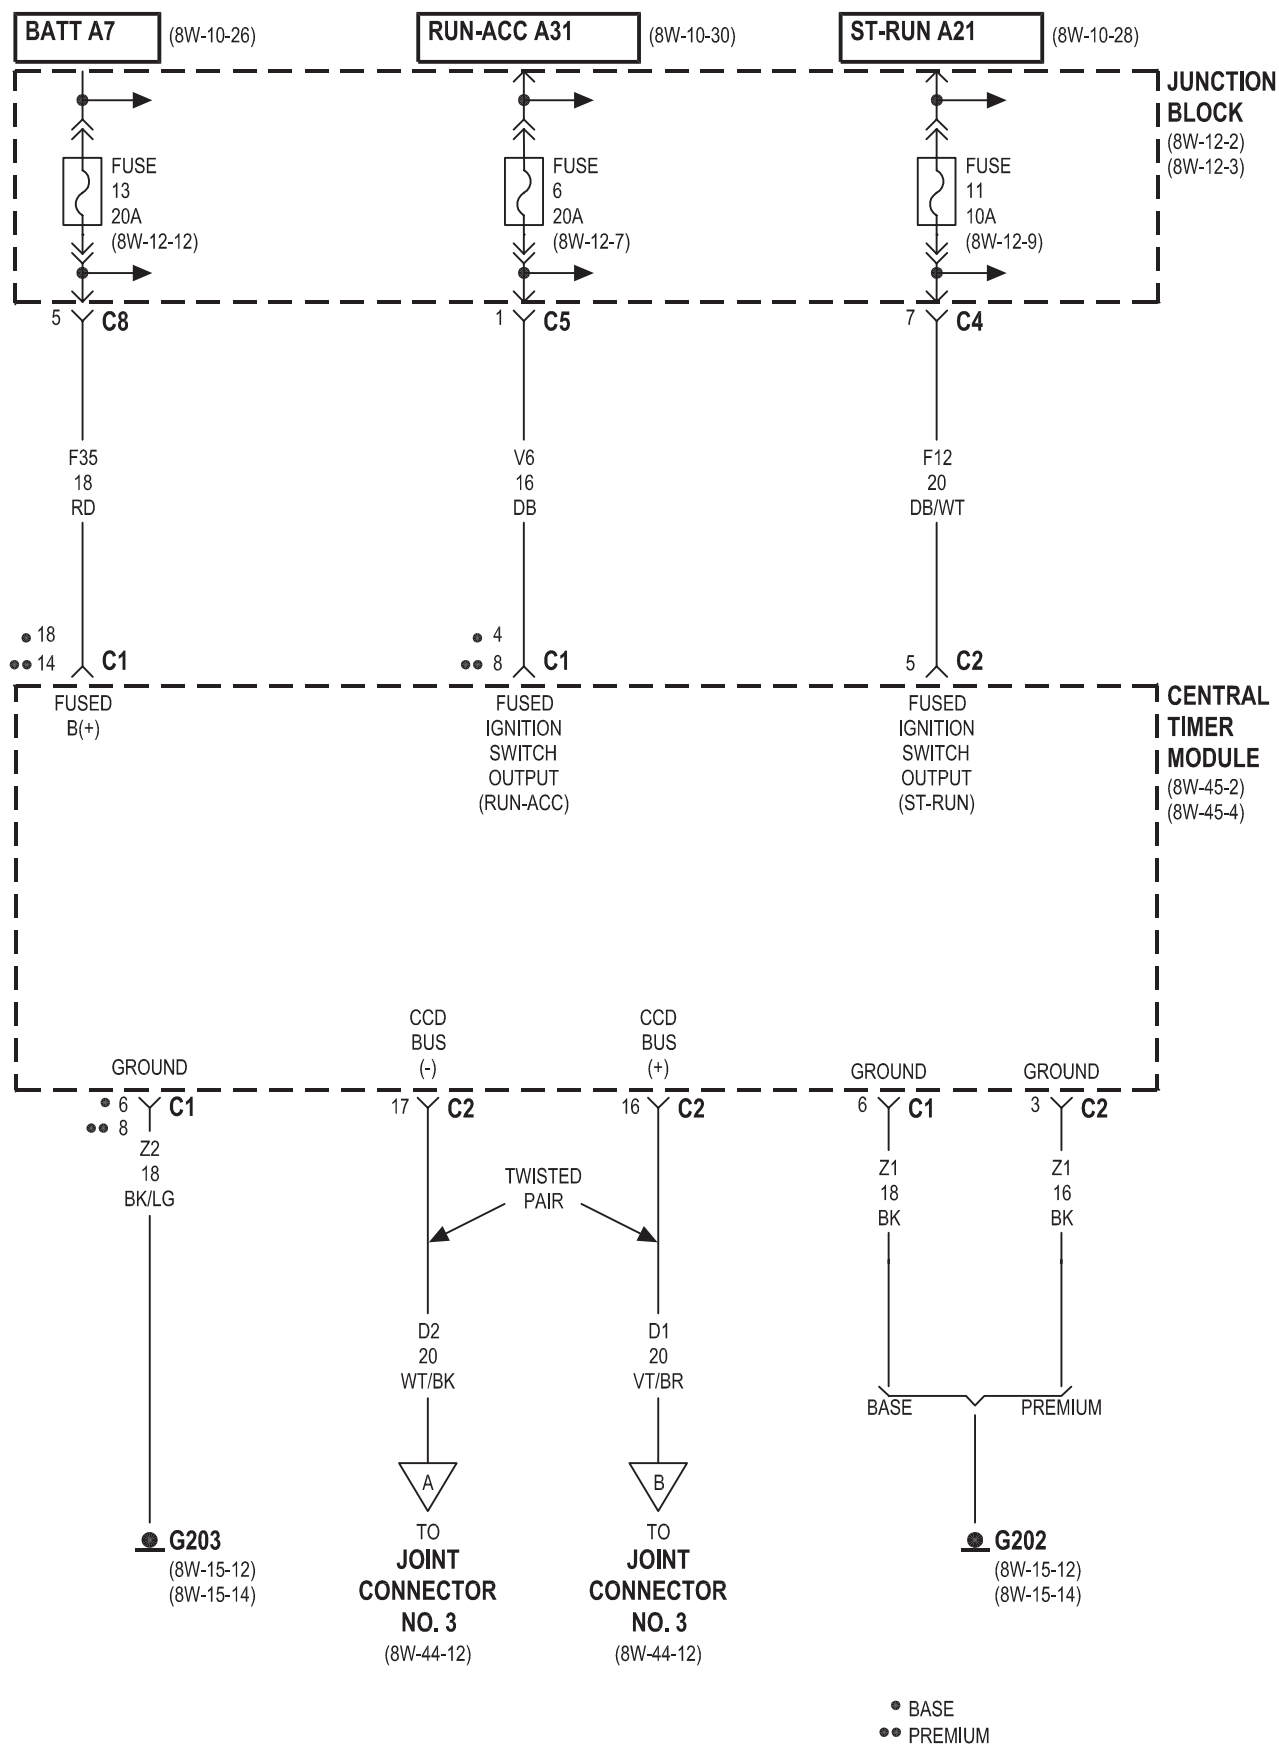 BATT A7 (8W-10-26) RUN-ACC A31 (8W-10-30) ST-RUN A21 (8W-10-28)
JUNCTION
BLOCK
(8W-12-2)
(8W-12-3)
FUSE
13
20A
(8W-12-12)
FUSE
6
20A
(8W-12-7)
FUSE
11
10A
(8W-12-9)
5 C8
1 C5
7 C4
F35
18
RD
V6
16
DB
F12
20
DB/WT
• 18
•• 14 C1
• 4
•• 8 C1
5 C2
CENTRAL
TIMER
MODULE
(8W-45-2)
(8W-45-4)
FUSED
B(+)
FUSED
IGNITION
SWITCH
OUTPUT
(RUN-ACC)
FUSED
IGNITION
SWITCH
OUTPUT
(ST-RUN)
GROUND
CCD
BUS
(-)
CCD
BUS
(+)
GROUND
GROUND
• 6 C1
•• 8
17 C2
16 C2
6 C1
3 C2
Z2
18
BK/LG
TWISTED
PAIR
Z1
18
BK
Z1
16
BK
D2
20
WT/BK
D1
20
VT/BR
BASE
PREMIUM
A
B
G203
(8W-15-12)
(8W-15-14)
TO
JOINT
CONNECTOR
NO. 3
(8W-44-12)
TO
JOINT
CONNECTOR
NO. 3
(8W-44-12)
G202
(8W-15-12)
(8W-15-14)
• BASE
•• PREMIUM